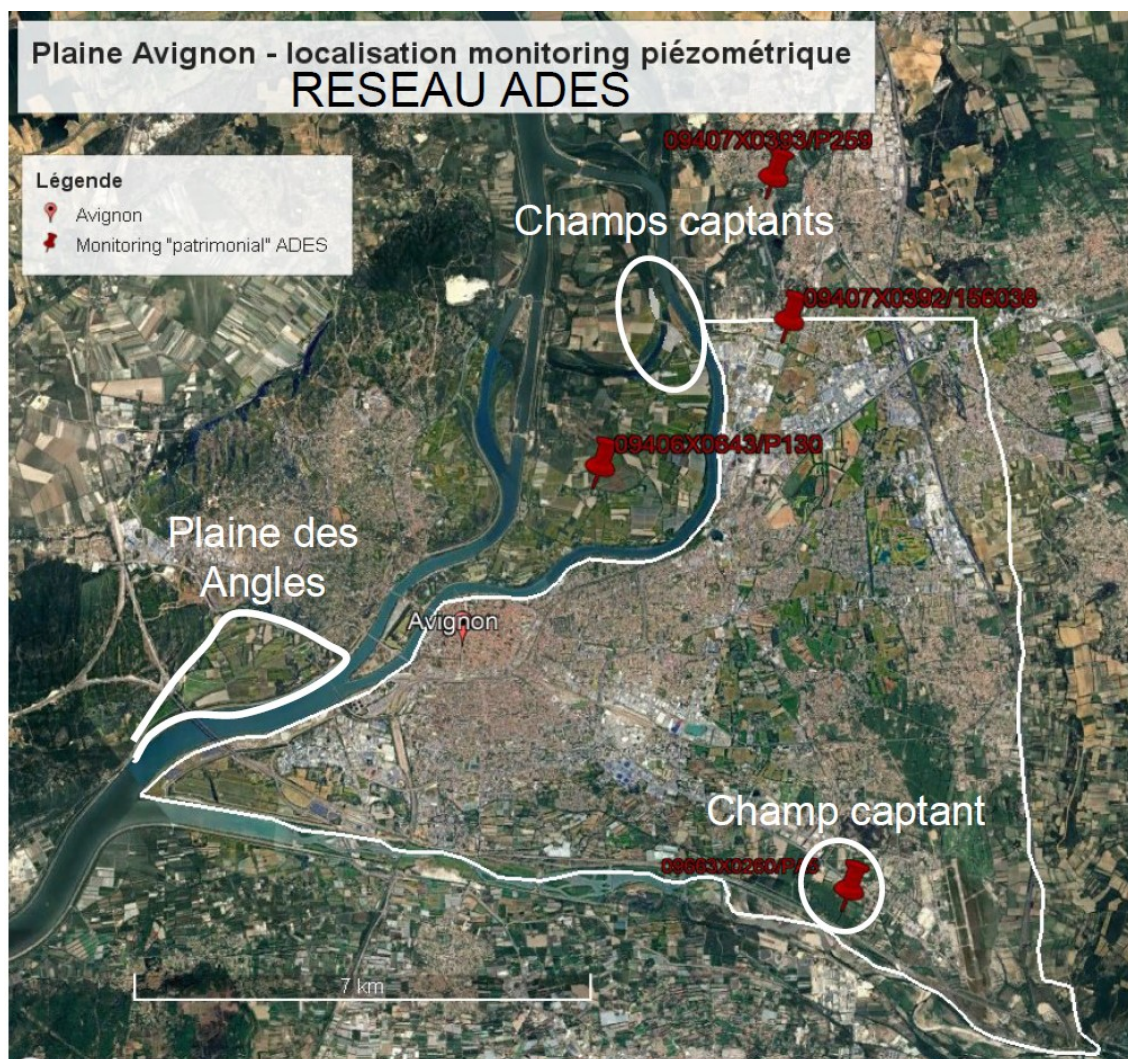 Plaine Avignon - localisation monitoring piézométrique
RESEAU ADES
Légende
Avignon
Monitoring "patrimonial" ADES
09407X0393/P259
Champs captants
09407X0392/156038
09406X0643/P130
Plaine des
Angles
Avignon
Champ captant
7 km